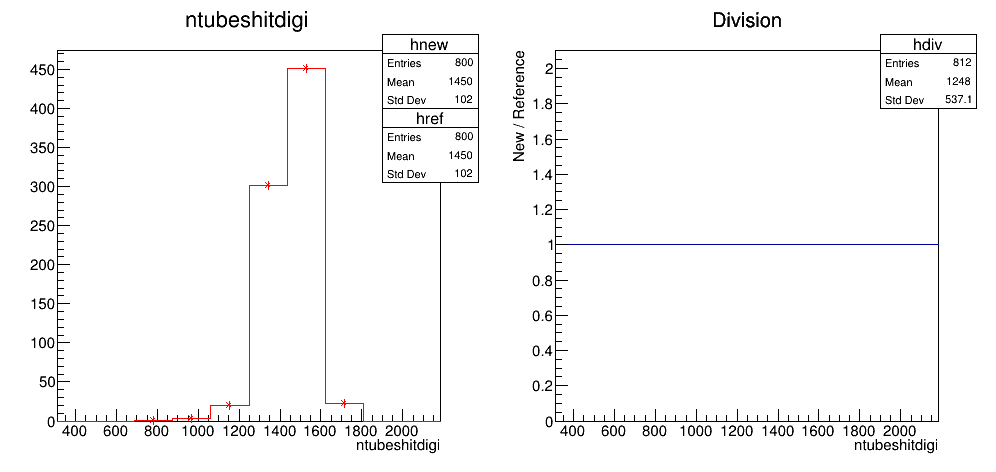 ntubeshitdigi
hnew
Entries 800
Mean 1450
Std Dev 102
href
Entries 800
Mean 1450
Std Dev 102
450
400
350
300
250
200
150
100
50
0
400 600 800 1000 1200 1400 1600 1800 2000
ntubeshitdigi
Division
hdiv
Entries 812
Mean 1248
Std Dev 537.1
New / Reference
2
1.8
1.6
1.4
1.2
1
0.8
0.6
0.4
0.2
0
400 600 800 1000 1200 1400 1600 1800 2000
ntubeshitdigi